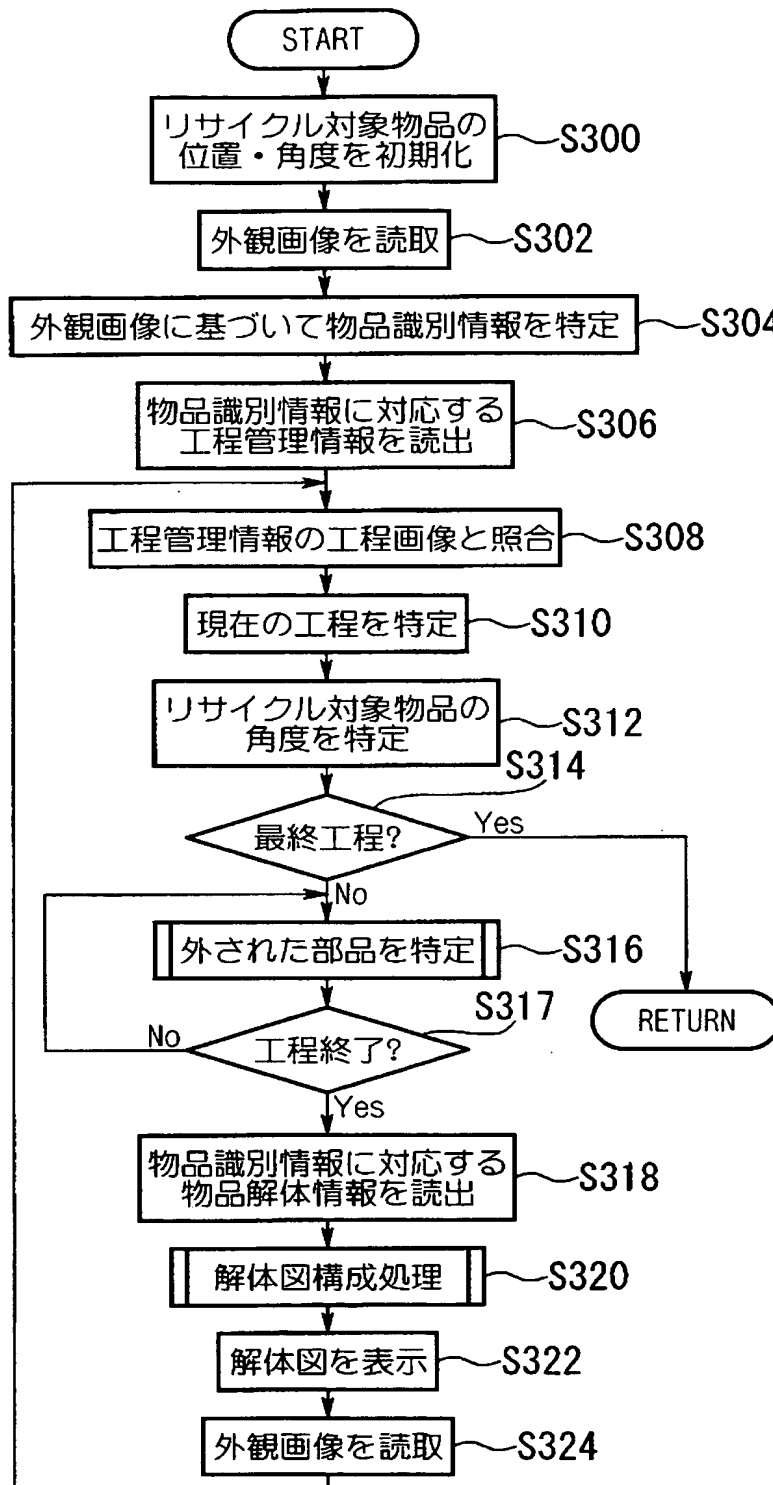 START
リサイクル対象物品の
位置・角度を初期化
S300
外観画像を読取
S302
外観画像に基づいて物品識別情報を特定
S304
物品識別情報に対応する
工程管理情報を読出
S306
工程管理情報の工程画像と照合
S308
現在の工程を特定
S310
リサイクル対象物品の
角度を特定
S312
S314
最終工程?
Yes
No
外された部品を特定
S316
S317
工程終了?
No
Yes
RETURN
物品識別情報に対応する
物品解体情報を読出
S318
解体図構成処理
S320
解体図を表示
S322
外観画像を読取
S324